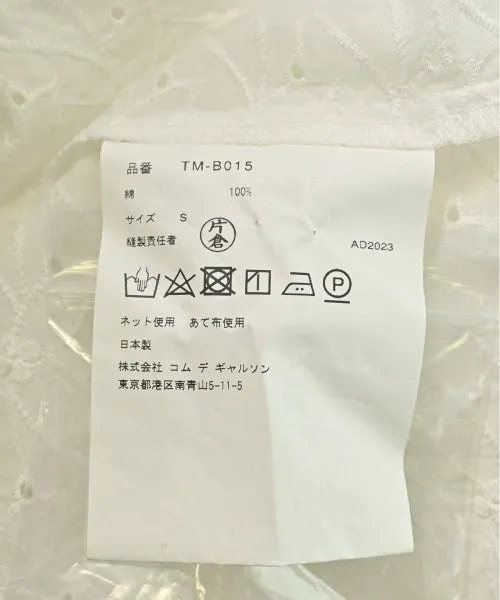 品番 TM-B015
綿 100%
サイズ S
縫製責任者 片倉
AD2023
ネット使用 あて布使用
日本製
株式会社 コム デ ギャルソン
東京都港区南青山5-11-5